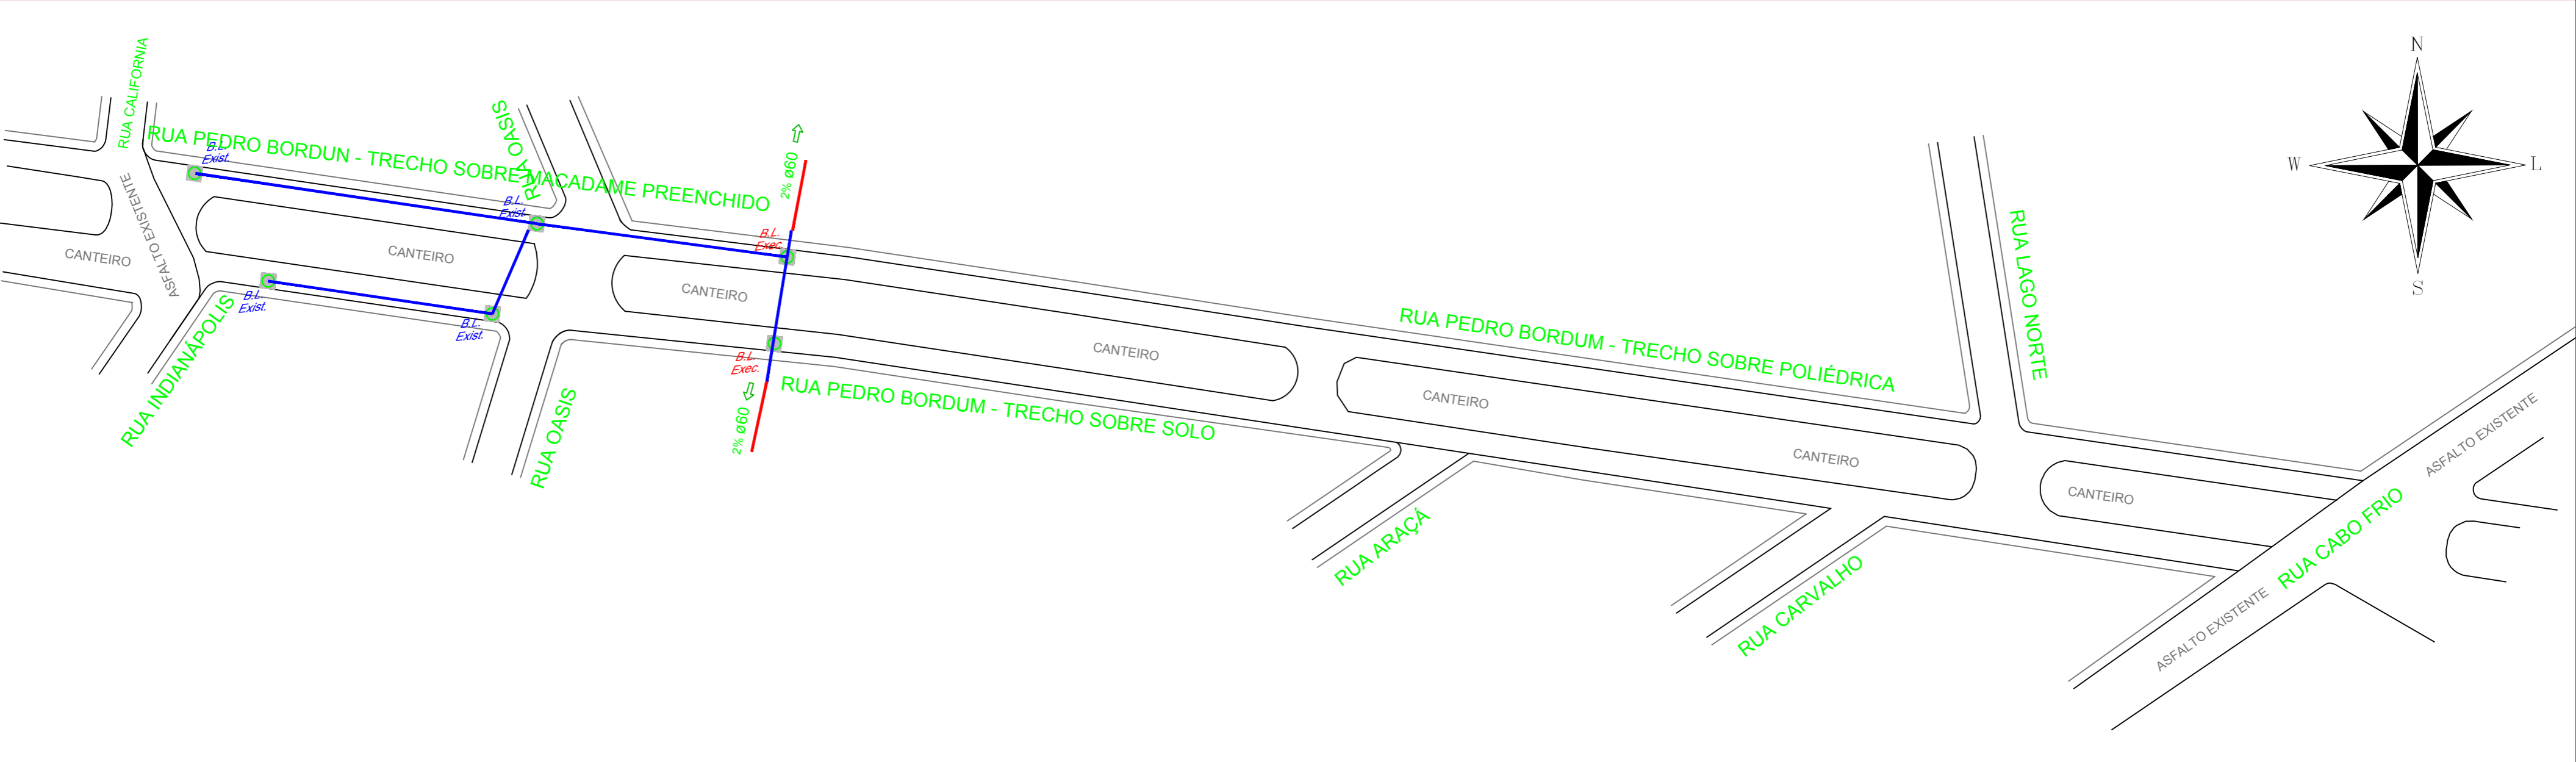 RUA CALIFORNIA
RUA PEDRO BORDUN - TRECHO SOBRE MACADAME PREENCHIDO
B.L.
Exist.
ASFALTO EXISTENTE
CANTEIRO
CANTEIRO
RUA OASIS
B.L.
Exist.
2% ø60
B.L.
Exec.
CANTEIRO
B.L.
Exist.
B.L.
Exist.
RUA INDIANÁPOLIS
RUA OASIS
B.L.
Exec.
2% ø60
RUA PEDRO BORDUM - TRECHO SOBRE SOLO
CANTEIRO
RUA PEDRO BORDUM - TRECHO SOBRE POLIÉDRICA
CANTEIRO
CANTEIRO
RUA ARAÇÁ
RUA CARVALHO
RUA LAGO NORTE
CANTEIRO
ASFALTO EXISTENTE
RUA CABO FRIO
ASFALTO EXISTENTE
N
W
L
S